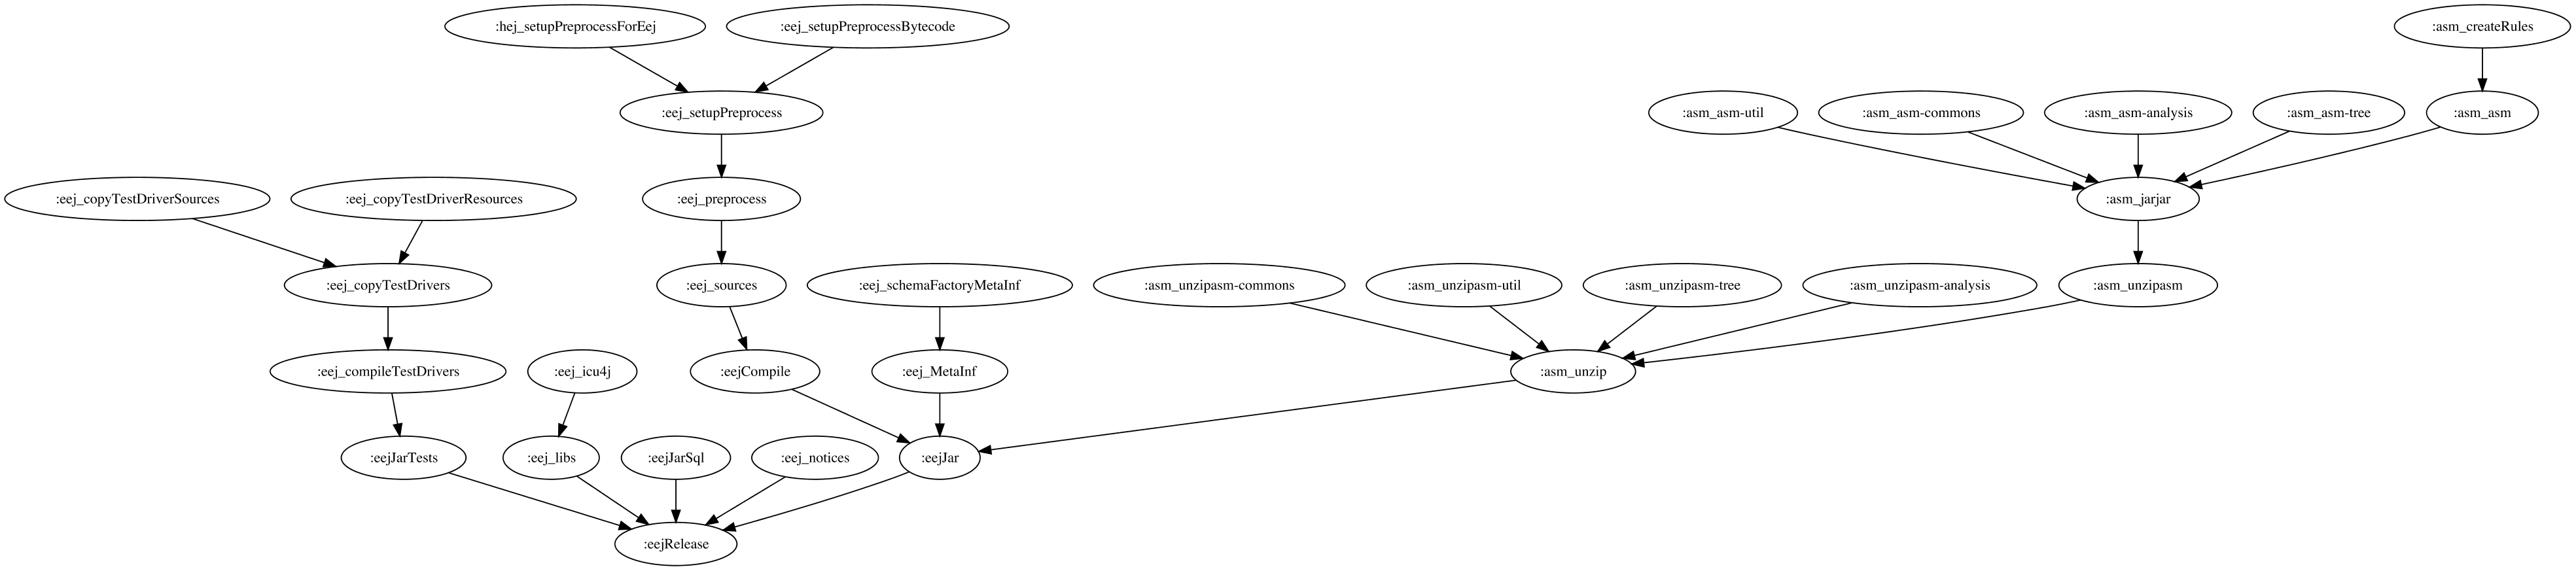 :hej_setupPreprocessForEej
:eej_setupPreprocessBytecode
:asm_createRules
:eej_setupPreprocess
:asm_asm-util
:asm_asm-commons
:asm_asm-analysis
:asm_asm-tree
:asm_asm
:eej_copyTestDriverSources
:eej_copyTestDriverResources
:eej_preprocess
:asm_jarjar
:eej_copyTestDrivers
:eej_sources
:eej_schemaFactoryMetaInf
:asm_unzipasm-commons
:asm_unzipasm-util
:asm_unzipasm-tree
:asm_unzipasm-analysis
:asm_unzipasm
:eej_compileTestDrivers
:eej_icu4j
:eejCompile
:eej_MetaInf
:asm_unzip
:eejJarTests
:eej_libs
:eejJarSql
:eej_notices
:eejJar
:eejRelease